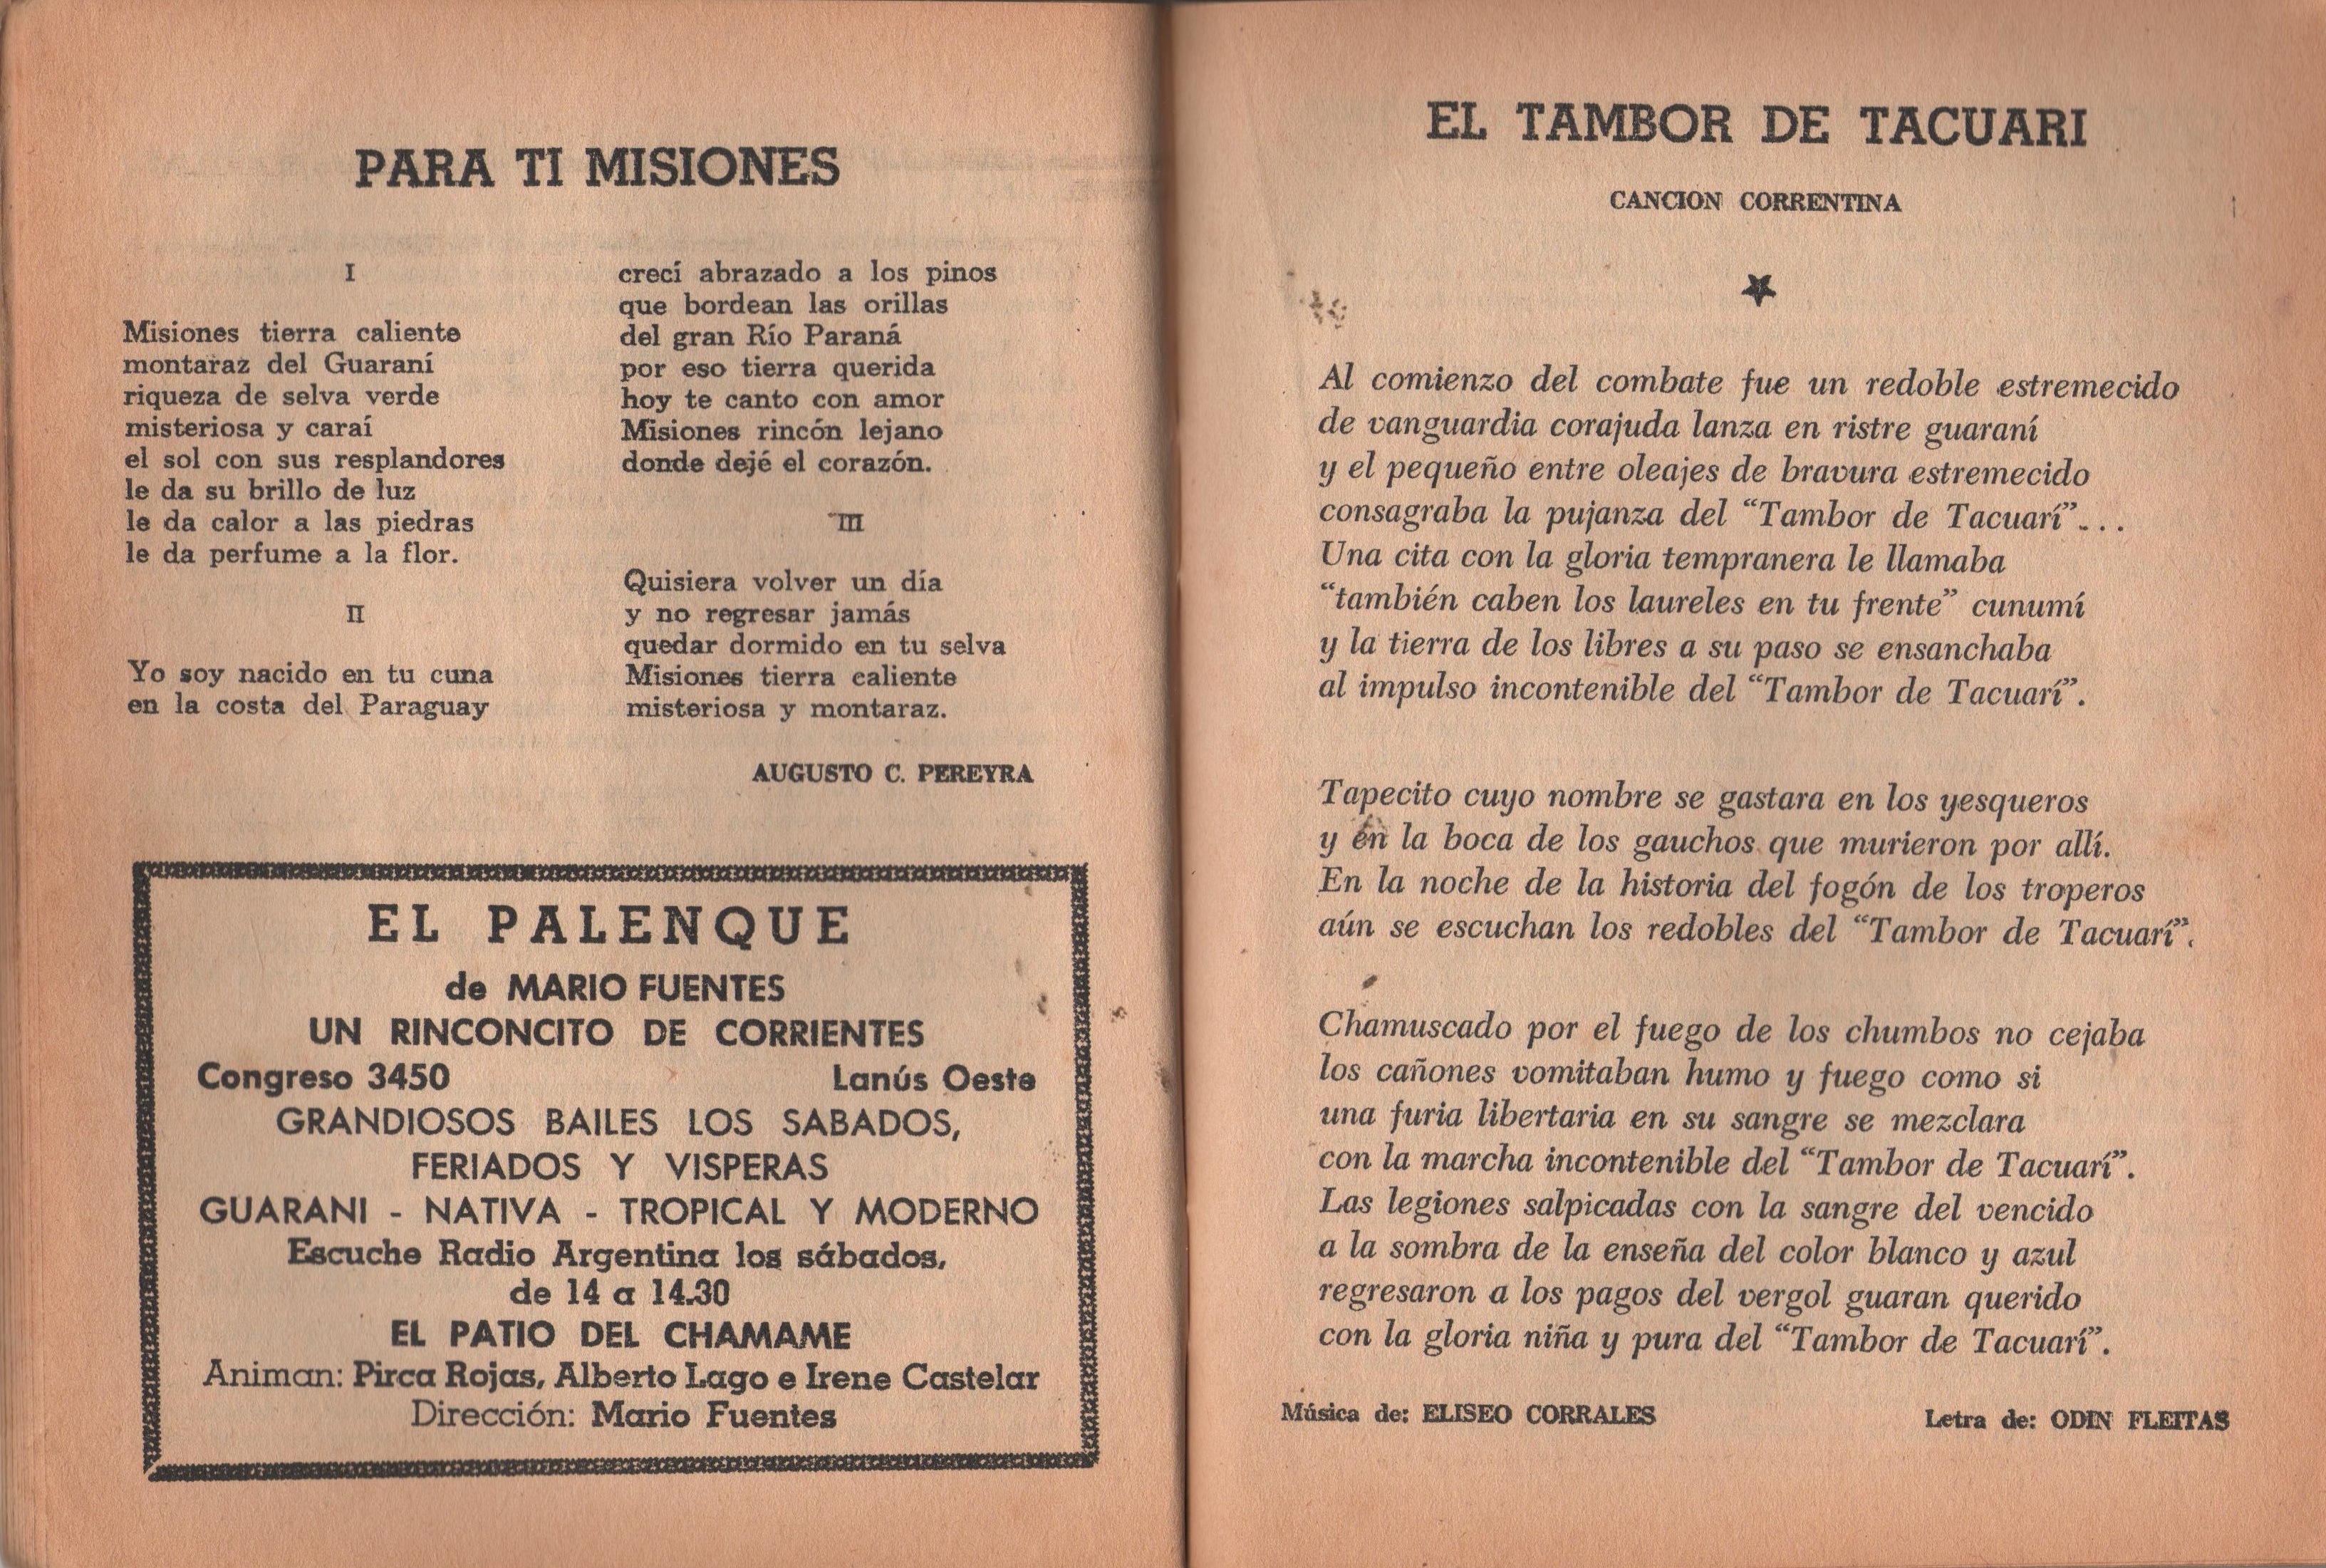 PARA TI MISIONES
I
Misiones tierra caliente
montaraz del Guaraní
riqueza de selva verde
misteriosa y caraí
el sol con sus resplandores
le da su brillo de luz
le da calor a las piedras
le da perfume a la flor.
II
Yo soy nacido en tu cuna
en la costa del Paraguay
crecí abrazado a los pinos
que bordean las orillas
del gran Río Paraná
por eso tierra querida
hoy te canto con amor
Misiones rincón lejano
donde dejé el corazón.
III
Quisiera volver un día
y no regresar jamás
quedar dormido en tu selva
Misiones tierra caliente
misteriosa y montaraz.
AUGUSTO C. PEREYRA
EL PALENQUE
de MARIO FUENTES
UN RINCONCITO DE CORRIENTES
Congreso 3450 Lanús Oeste
GRANDIOSOS BAILES LOS SABADOS,
FERIADOS Y VISPERAS
GUARANI - NATIVA - TROPICAL Y MODERNO
Escuche Radio Argentina los sábados,
de 14 a 14.30
EL PATIO DEL CHAMAME
Animan: Pirca Rojas, Alberto Lago e Irene Castelar
Dirección: Mario Fuentes
EL TAMBOR DE TACUARI
CANCION CORRENTINA
Al comienzo del combate fue un redoble estremecido
de vanguardia corajuda lanza en ristre guaraní
y el pequeño entre oleajes de bravura estremecido
consagraba la pujanza del “Tambor de Tacuarí”...
Una cita con la gloria tempranera le llamaba
“también caben los laureles en tu frente” cunumí
y la tierra de los libres a su paso se ensanchaba
al impulso incontenible del “Tambor de Tacuarí”.
Tapecito cuyo nombre se gastara en los yesqueros
y en la boca de los gauchos que murieron por allí.
En la noche de la historia del fogón de los troperos
aún se escuchan los redobles del “Tambor de Tacuarí”.
Chamuscado por el fuego de los chumbos no cejaba
los cañones vomitaban humo y fuego como si
una furia libertaria en su sangre se mezclara
con la marcha incontenible del “Tambor de Tacuarí”.
Las legiones salpicadas con la sangre del vencido
a la sombra de la enseña del color blanco y azul
regresaron a los pagos del vergol guaran querido
con la gloria niña y pura del “Tambor de Tacuarí”.
Música de: ELISEO CORRALES Letra de: ODIN FLEITAS